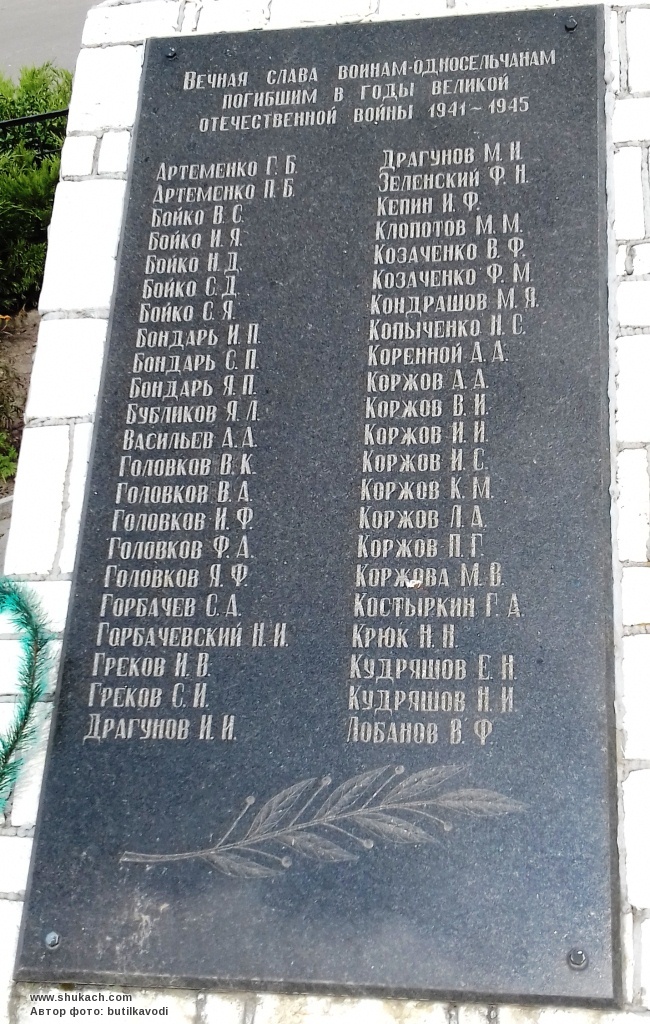 Вечная слава воинам-односельчанам
погибшим в годы великой
отечественной войны 1941-1945
Артеменко Г. Б.
Артеменко П. Б.
Бойко В. С.
Бойко И. Я.
Бойко Н. Д.
Бойко С. Д.
Бойко С. Я.
Бондарь И. П.
Бондарь С. П.
Бондарь Я. П.
Бубликов Я. Л.
Васильев А. А.
Головков В. К.
Головков В. А.
Головков И. Ф.
Головков Ф. А.
Головков Я. Ф.
Горбачев С. А.
Горбачевский Н. И.
Греков И. В.
Греков С. И.
Драгунов И. И.
Драгунов М. И.
Зеленский Ф. Н.
Кепин И. Ф.
Клопотов М. М.
Козаченко В. Ф.
Козаченко Ф. М.
Кондрашов М. Я.
Копыченко И. С.
Коренной А. А.
Коржов А. А.
Коржов В. И.
Коржов И. И.
Коржов И. С.
Коржов К. М.
Коржов Л. А.
Коржов П. Г.
Коржова М. В.
Костыркин Г. А.
Крюк Н. Н.
Кудряшов Е. Н.
Кудряшов Н. И.
Лобанов В. Ф.
www.shukach.com
Автор фото: butilkavodi